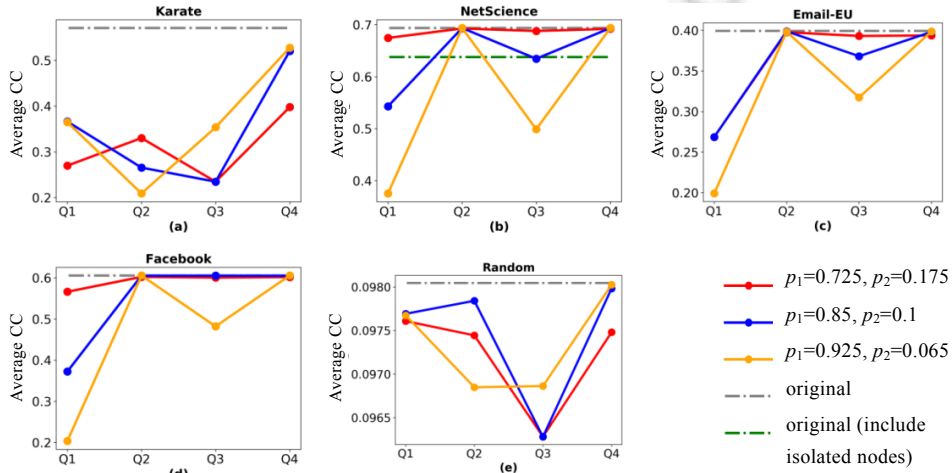 Karate
Average CC
0.5
0.4
0.3
0.2
Q1 Q2 Q3 Q4
(a)
NetScience
Average CC
0.7
0.6
0.5
0.4
Q1 Q2 Q3 Q4
(b)
Email-EU
Average CC
0.40
0.35
0.30
0.25
0.20
Q1 Q2 Q3 Q4
(c)
Facebook
Average CC
0.6
0.5
0.4
0.3
0.2
Q1 Q2 Q3 Q4
(d)
Random
Average CC
0.0980
0.0975
0.0970
0.0965
Q1 Q2 Q3 Q4
(e)
p₁=0.725, p₂=0.175
p₁=0.85, p₂=0.1
p₁=0.925, p₂=0.065
original
original (include
isolated nodes)